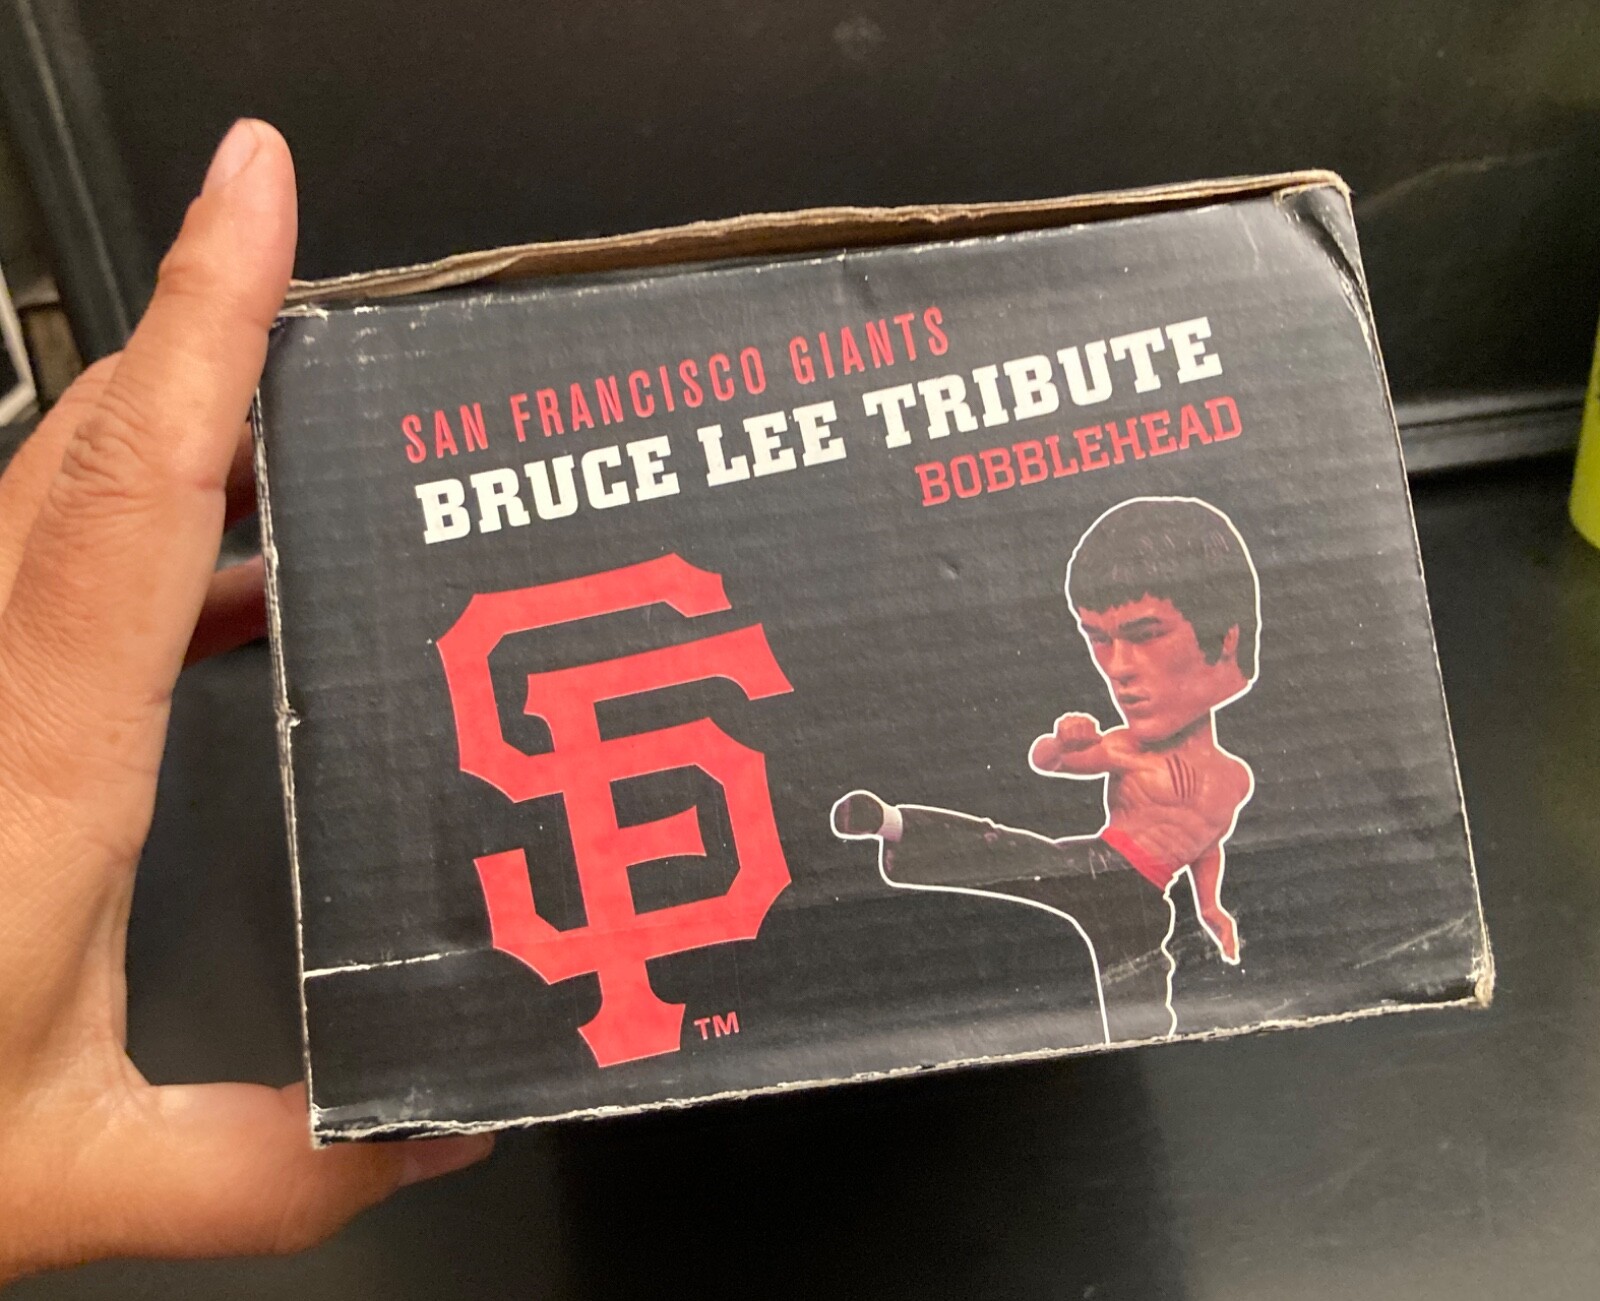 SAN FRANCISCO GIANTS
BRUCE LEE TRIBUTE
BOBBLEHEAD
SF
TM